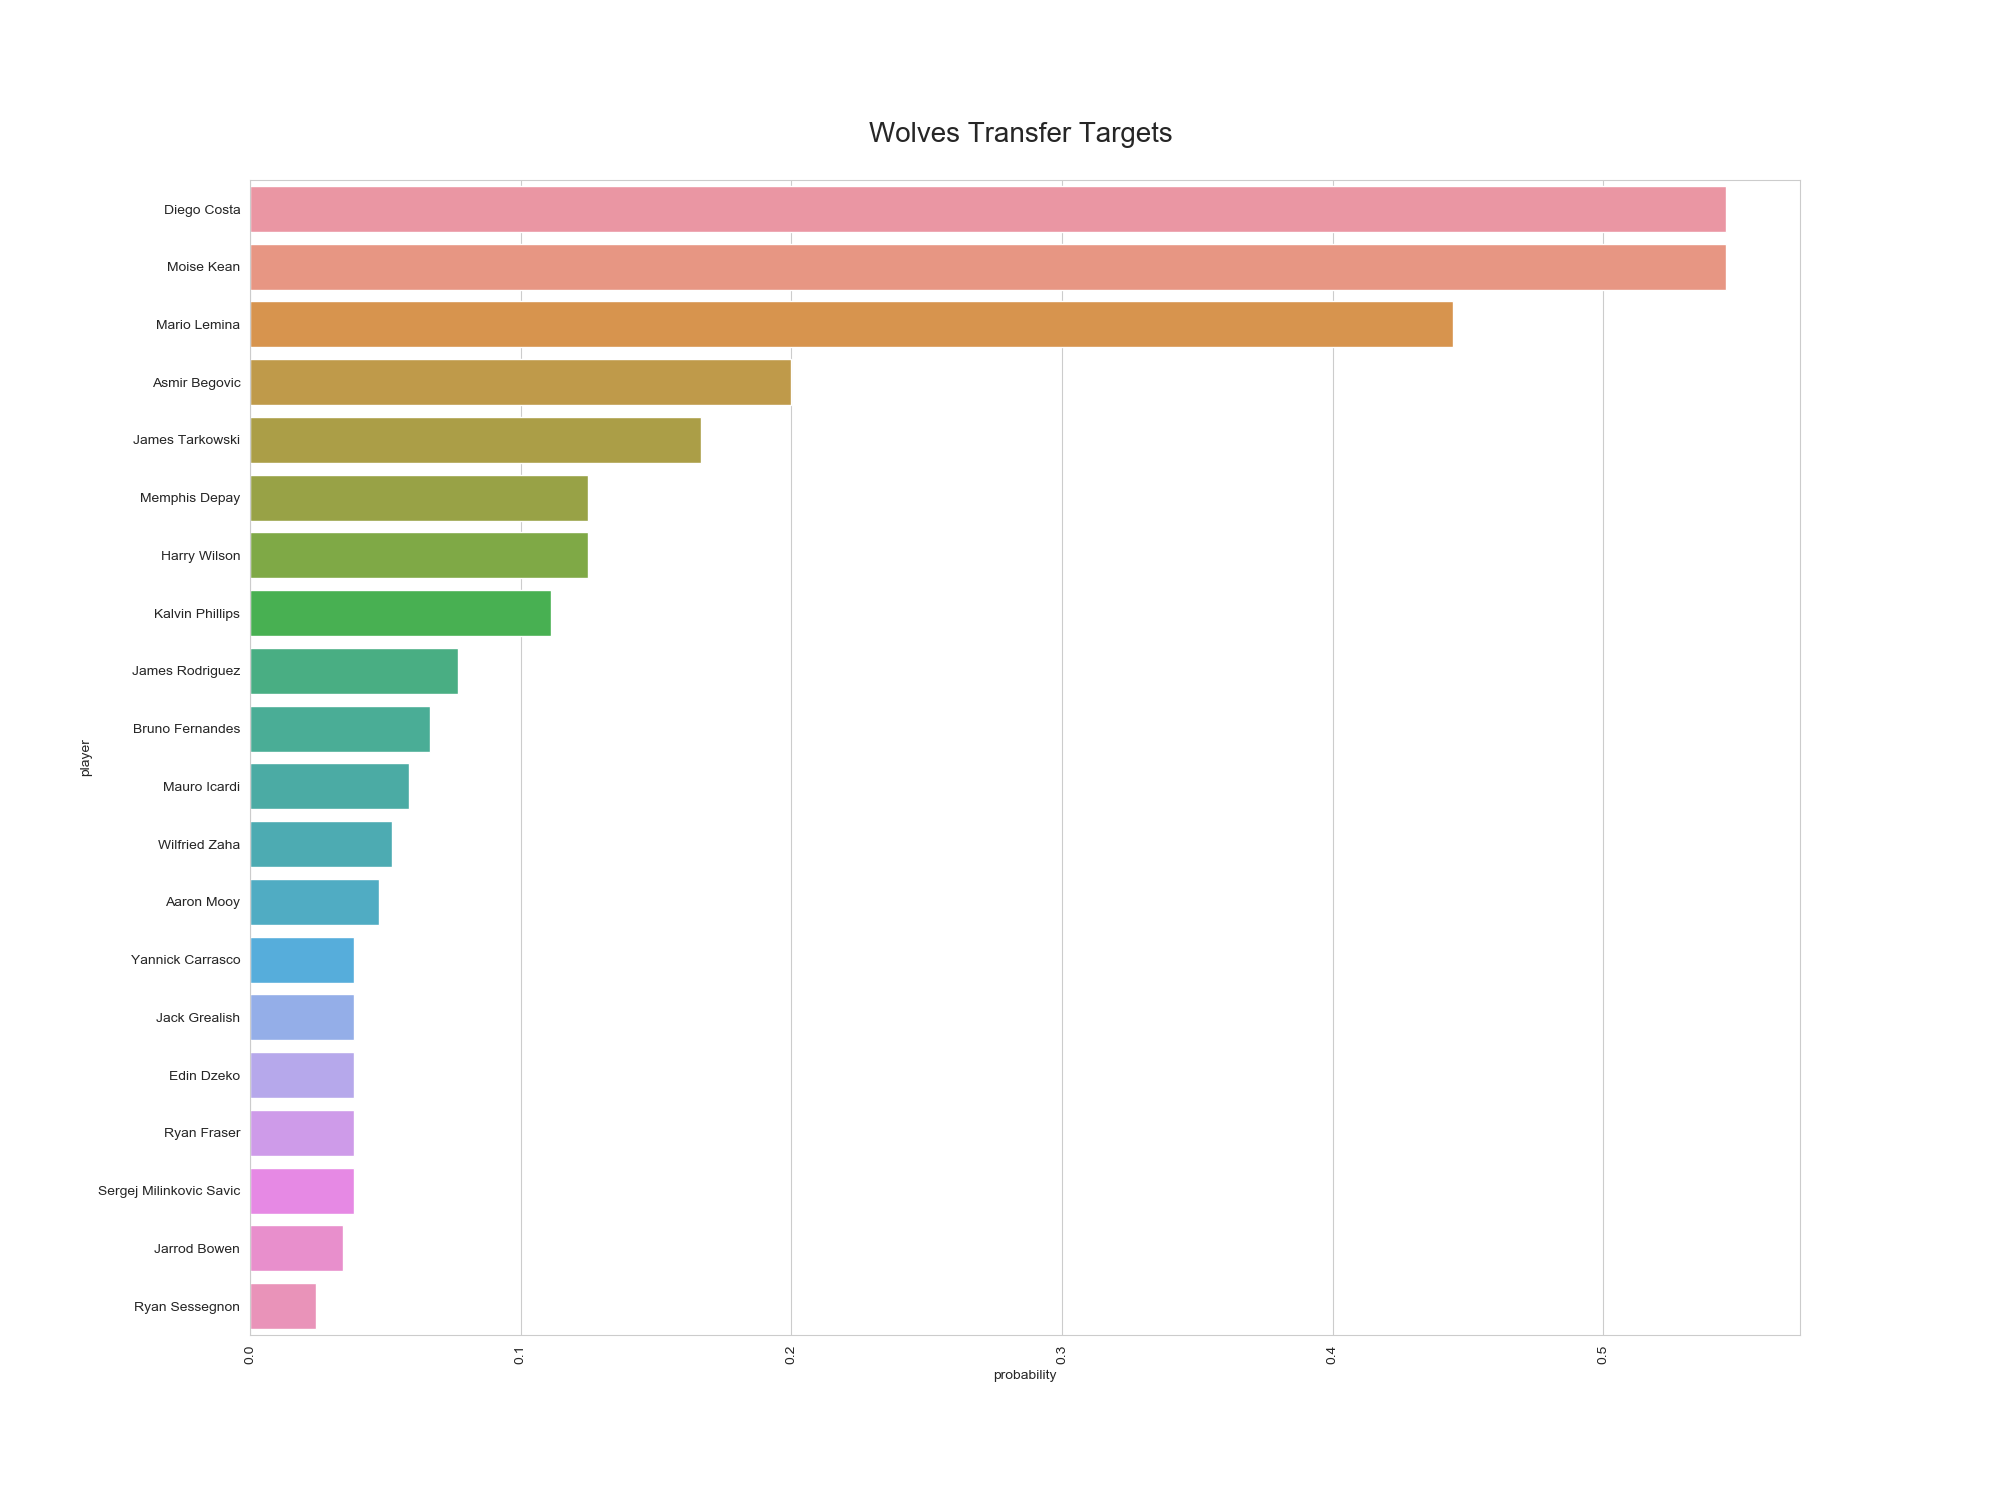 Wolves Transfer Targets
Diego Costa
Moise Kean
Mario Lemina
Asmir Begovic
James Tarkowski
Memphis Depay
Harry Wilson
Kalvin Phillips
James Rodriguez
Bruno Fernandes
Mauro Icardi
Wilfried Zaha
Aaron Mooy
Yannick Carrasco
Jack Grealish
Edin Dzeko
Ryan Fraser
Sergej Milinkovic Savic
Jarrod Bowen
Ryan Sessegnon
player
0.0 0.1 0.2 0.3 0.4 0.5
probability